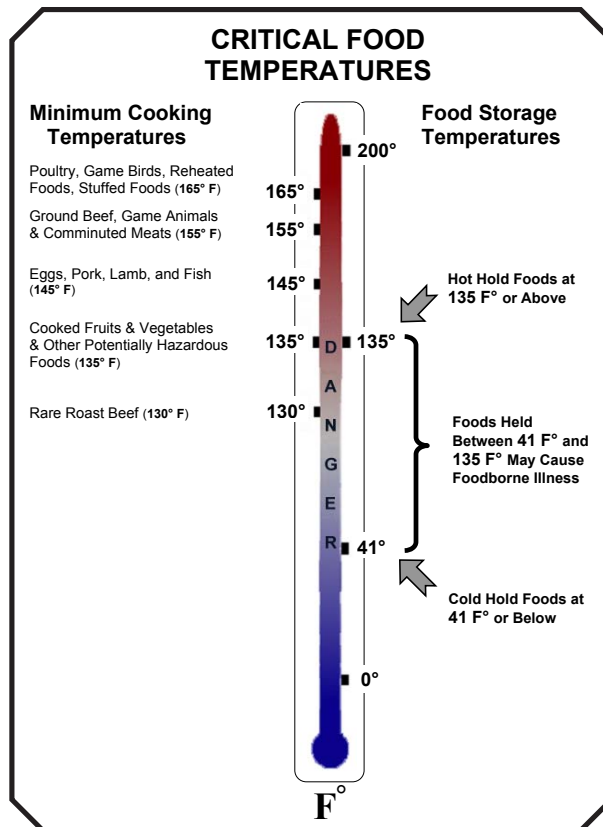 CRITICAL FOOD
TEMPERATURES
Minimum Cooking
Temperatures
Poultry, Game Birds, Reheated
Foods, Stuffed Foods (165° F)
Ground Beef, Game Animals
& Comminuted Meats (155° F)
Eggs, Pork, Lamb, and Fish
(145° F)
Cooked Fruits & Vegetables
& Other Potentially Hazardous
Foods (135° F)
Rare Roast Beef (130° F)
165°
155°
145°
135°
130°
D
A
N
G
E
R
200°
135°
41°
0°
F°
Food Storage
Temperatures
Hot Hold Foods at
135 F° or Above
Foods Held
Between 41 F° and
135 F° May Cause
Foodborne Illness
Cold Hold Foods at
41 F° or Below